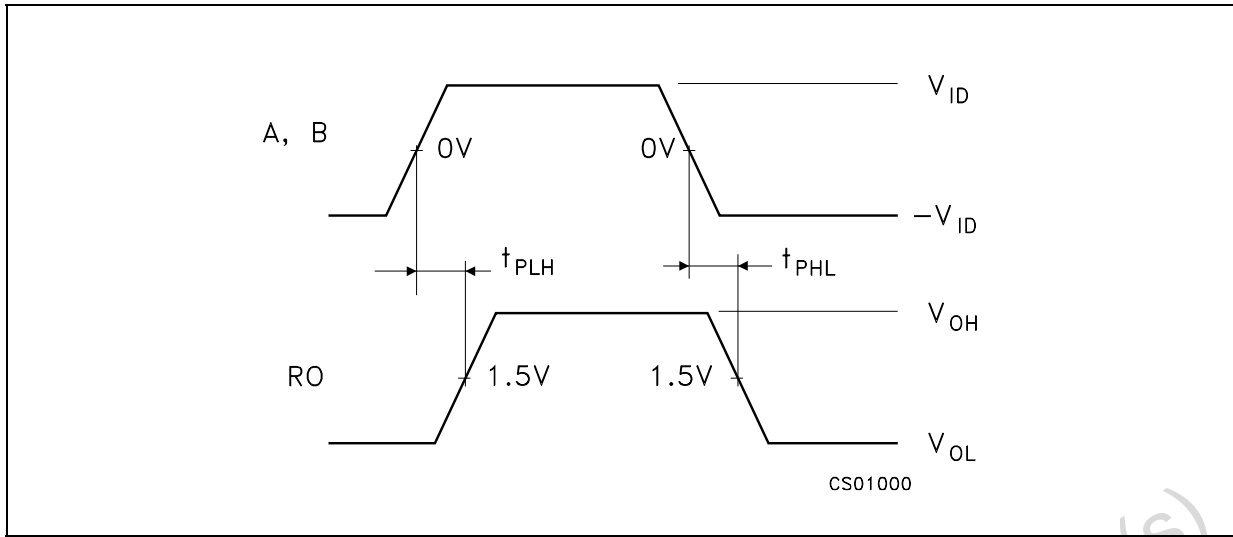 V_ID
A, B
0V 0V
-V_ID
t_PLH t_PHL
V_OH
RO 1.5V 1.5V
V_OL
CS01000
(s)